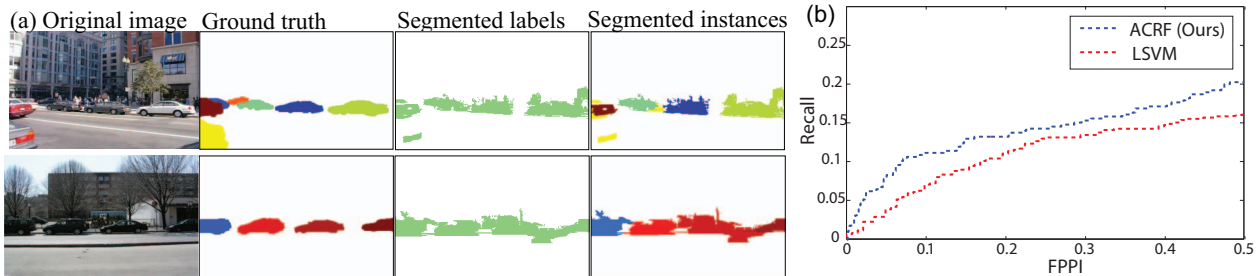 (a) Original image Ground truth Segmented labels Segmented instances
(b)
ACRF (Ours)
LSVM
Recall
0.25
0.2
0.15
0.1
0.05
0
0 0.1 0.2 0.3 0.4 0.5
FPPI